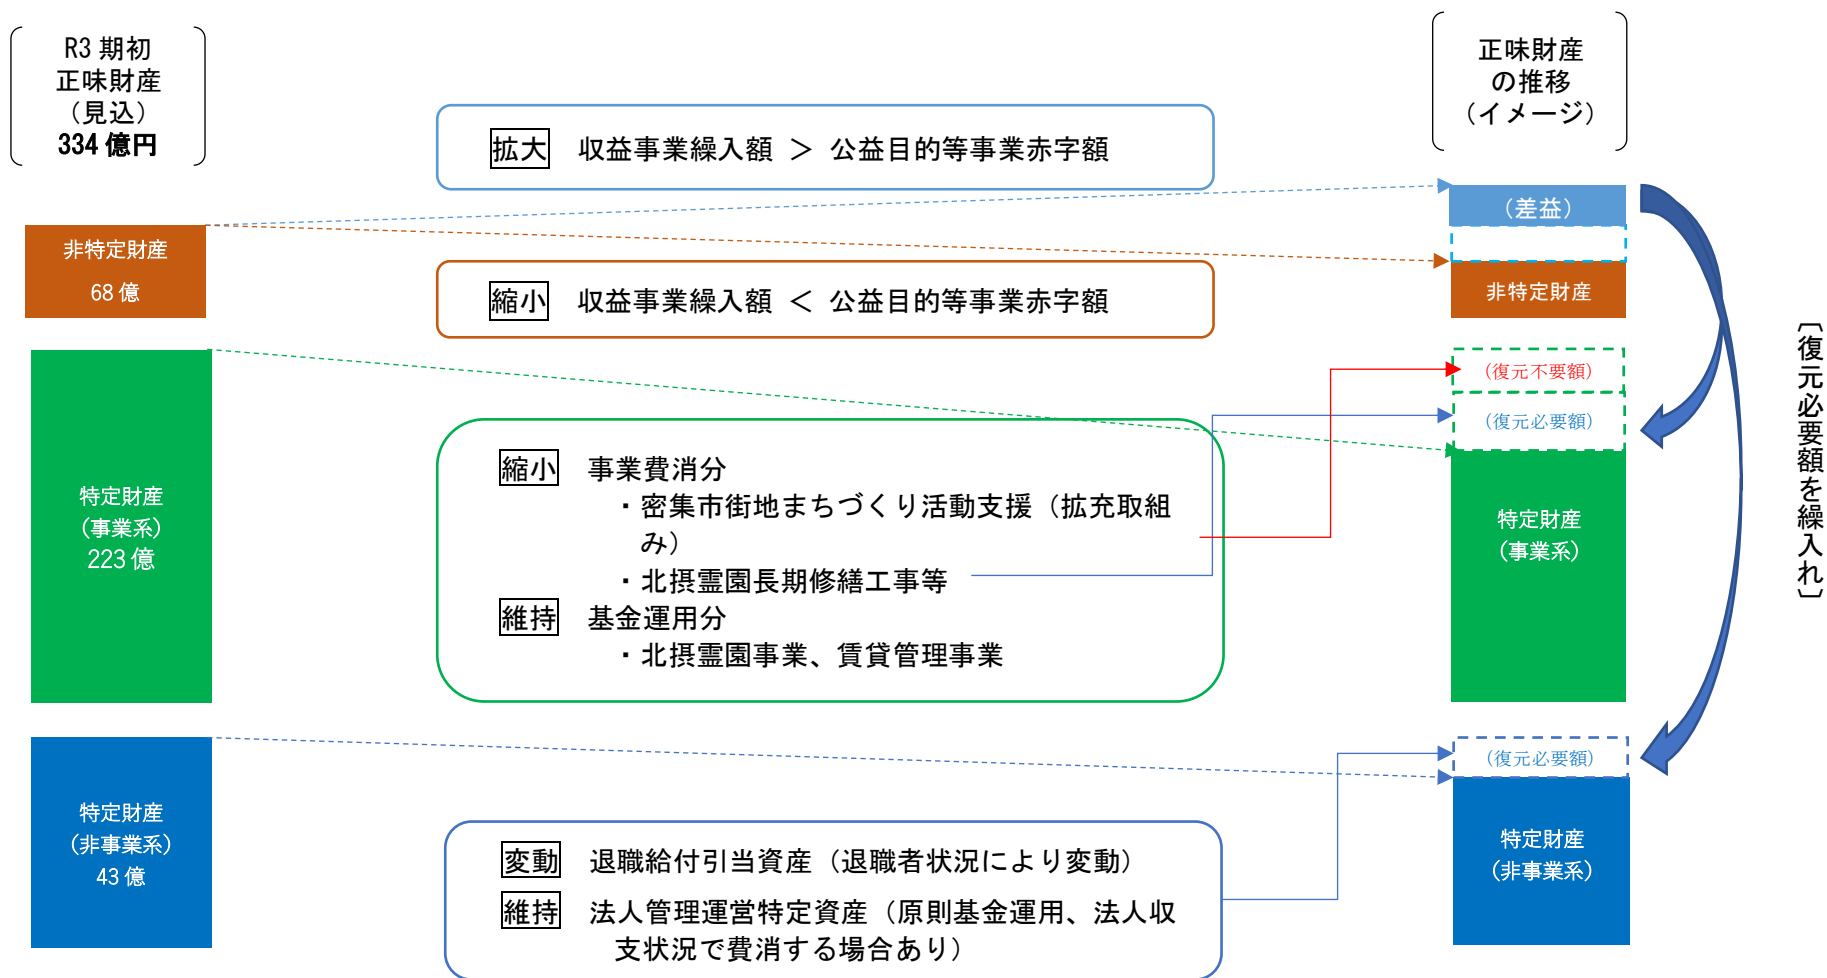 R3 期初
正味財産
（見込）
334 億円
正味財産
の推移
（イメージ）
拡大　収益事業繰入額 ＞ 公益目的等事業赤字額
（差益）
非特定財産
68 億
縮小　収益事業繰入額 ＜ 公益目的等事業赤字額
非特定財産
（復元不要額）
（復元必要額）
特定財産
（事業系）
223 億
縮小　事業費消分
・密集市街地まちづくり活動支援（拡充取組
み）
・北摂霊園長期修繕工事等
維持　基金運用分
・北摂霊園事業、賃貸管理事業
特定財産
（事業系）
〔復元必要額を繰入れ〕
（復元必要額）
特定財産
（非事業系）
43 億
変動　退職給付引当資産（退職者状況により変動）
維持　法人管理運営特定資産（原則基金運用、法人収
支状況で費消する場合あり）
特定財産
（非事業系）